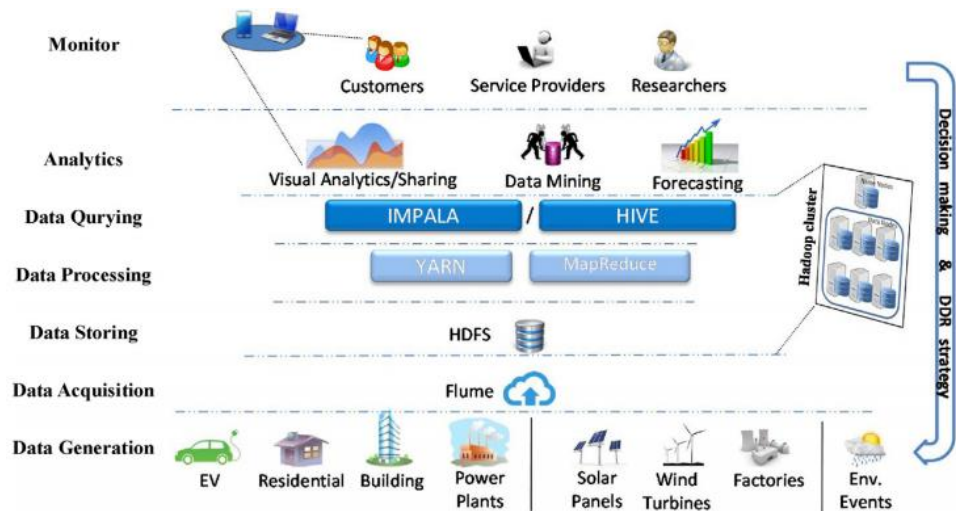 Monitor
Customers
Service Providers
Researchers
Analytics
Visual Analytics/Sharing
Data Mining
Forecasting
Data Qurying
IMPALA / HIVE
Data Processing
YARN
MapReduce
Data Storing
HDFS
Data Acquisition
Flume
Data Generation
EV
Residential
Building
Power
Plants
Solar
Panels
Wind
Turbines
Factories
Env.
Events
Hadoop cluster
Decision making & DDR strategy